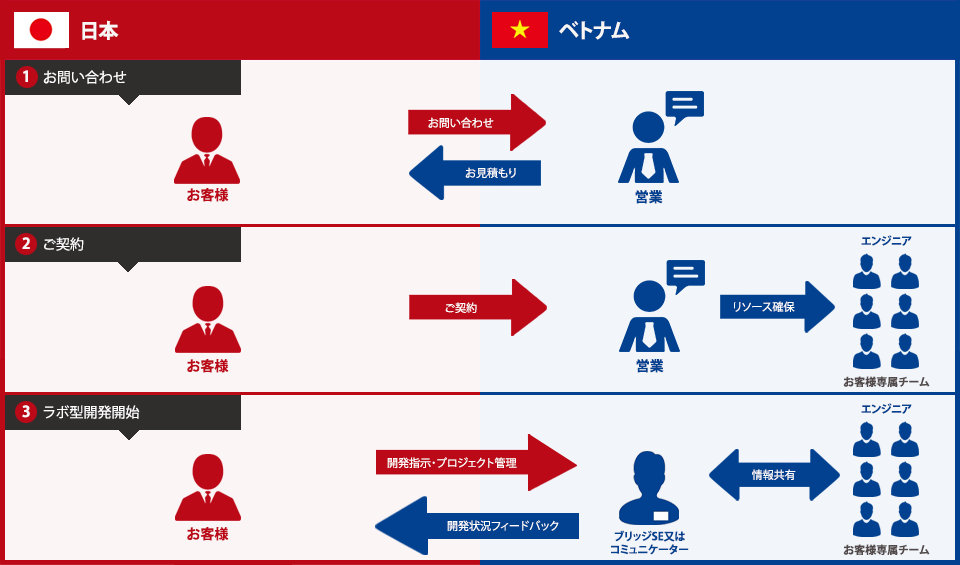 日本
ベトナム
1 お問い合わせ
お問い合わせ
お見積もり
お客様
営業
2 ご契約
エンジニア
ご契約
リソース確保
お客様
営業
お客様専属チーム
3 ラボ型開発開始
エンジニア
開発指示・プロジェクト管理
情報共有
開発状況フィードバック
お客様
ブリッジSE又は
コミュニケーター
お客様専属チーム